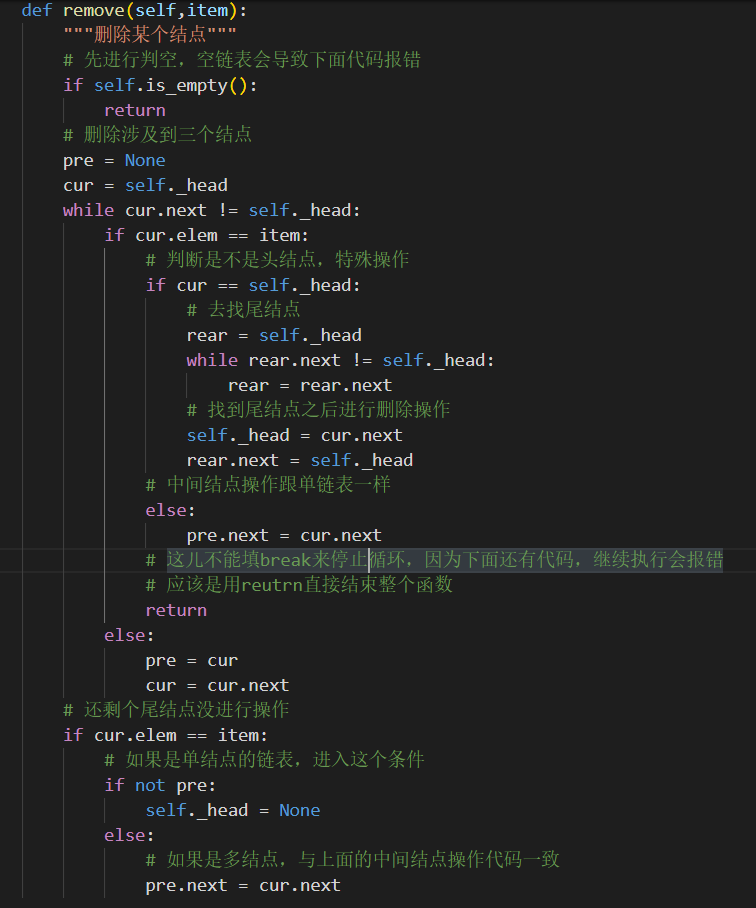 def remove(self,item):
    """删除某个结点"""
    # 先进行判空，空链表会导致下面代码报错
    if self.is_empty():
        return
    # 删除涉及到三个结点
    pre = None
    cur = self._head
    while cur.next != self._head:
        if cur.elem == item:
            # 判断是不是头结点，特殊操作
            if cur == self._head:
                # 去找尾结点
                rear = self._head
                while rear.next != self._head:
                    rear = rear.next
                # 找到尾结点之后进行删除操作
                self._head = cur.next
                rear.next = self._head
            # 中间结点操作跟单链表一样
            else:
                pre.next = cur.next
            # 这儿不能填break来停止循环，因为下面还有代码，继续执行会报错
            # 应该是用reutrn直接结束整个函数
            return
        else:
            pre = cur
            cur = cur.next
    # 还剩个尾结点没进行操作
    if cur.elem == item:
        # 如果是单结点的链表，进入这个条件
        if not pre:
            self._head = None
        else:
            # 如果是多结点，与上面的中间结点操作代码一致
            pre.next = cur.next